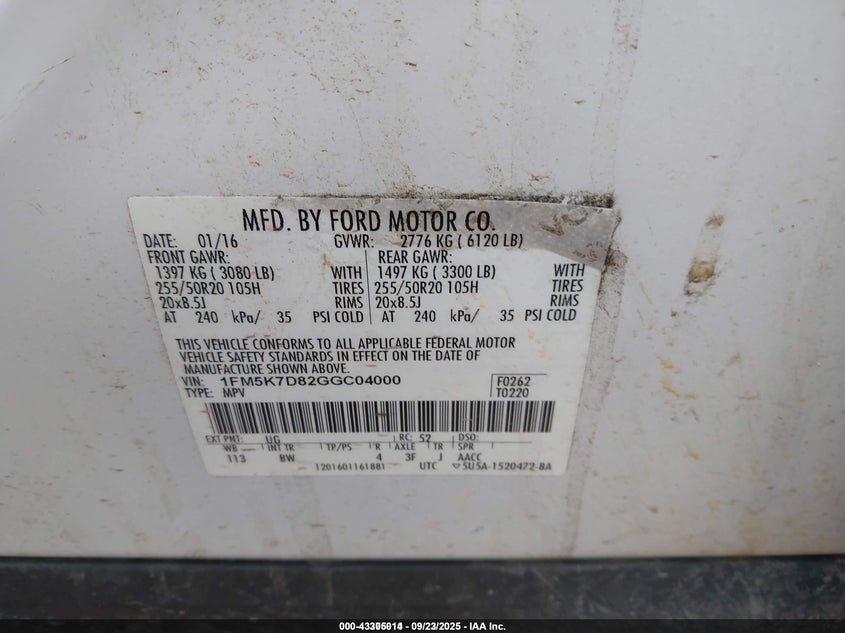 MFD. BY FORD MOTOR CO.
DATE: 01/16 GVWR: 2776 KG ( 6120 LB)
FRONT GAWR: REAR GAWR:
1397 KG ( 3080 LB) WITH 1497 KG ( 3300 LB) WITH
255/50R20 105H TIRES 255/50R20 105H TIRES
20x8.5J RIMS 20x8.5J RIMS
AT 240 kPa/ 35 PSI COLD AT 240 kPa/ 35 PSI COLD
THIS VEHICLE CONFORMS TO ALL APPLICABLE FEDERAL MOTOR
VEHICLE SAFETY STANDARDS IN EFFECT ON THE DATE OF
MANUFACTURE SHOWN ABOVE.
VIN: 1FM5K7D82GGC04000 F0262
TYPE: MPV T0220
EXT PNT: UG RC: 52 DSO:
WB INT TR TP/PS R AXLE TR SPR
113 BW 4 3F J AACC
1201601161881 UTC 5U5A-1520472-BA
09/23/2025 - IAA Inc.